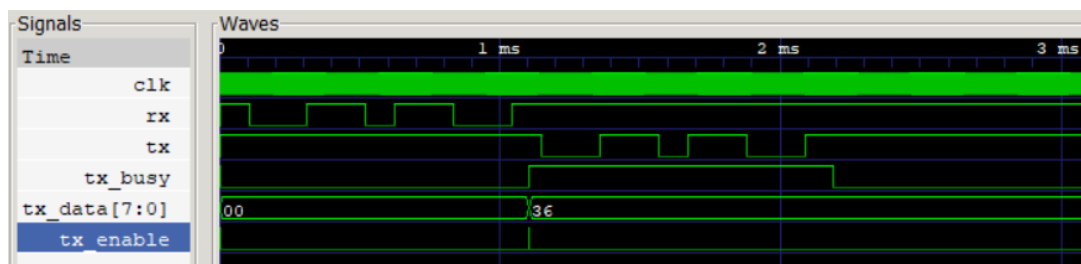 Signals
Waves
Time
0
1 ms
2 ms
3 ms
clk
rx
tx
tx_busy
tx_data[7:0]
00
36
tx_enable